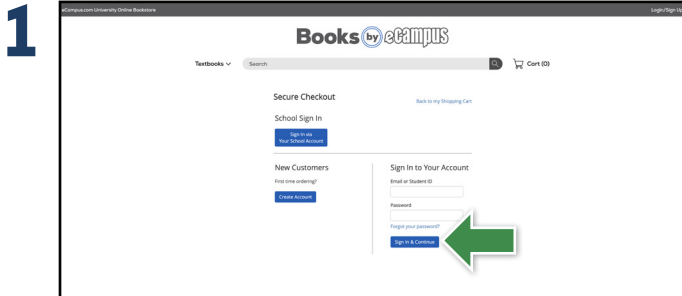 1
eCampus.com University Online Bookstore
Login/Sign Up
Books by eCampus
Textbooks
Search
Cart (0)
Secure Checkout
Back to my Shopping Cart
School Sign In
Sign In via
Your School Account
New Customers
First time ordering?
Create Account
Sign In to Your Account
Email or Student ID
Password
Forgot your password?
Sign In & Continue